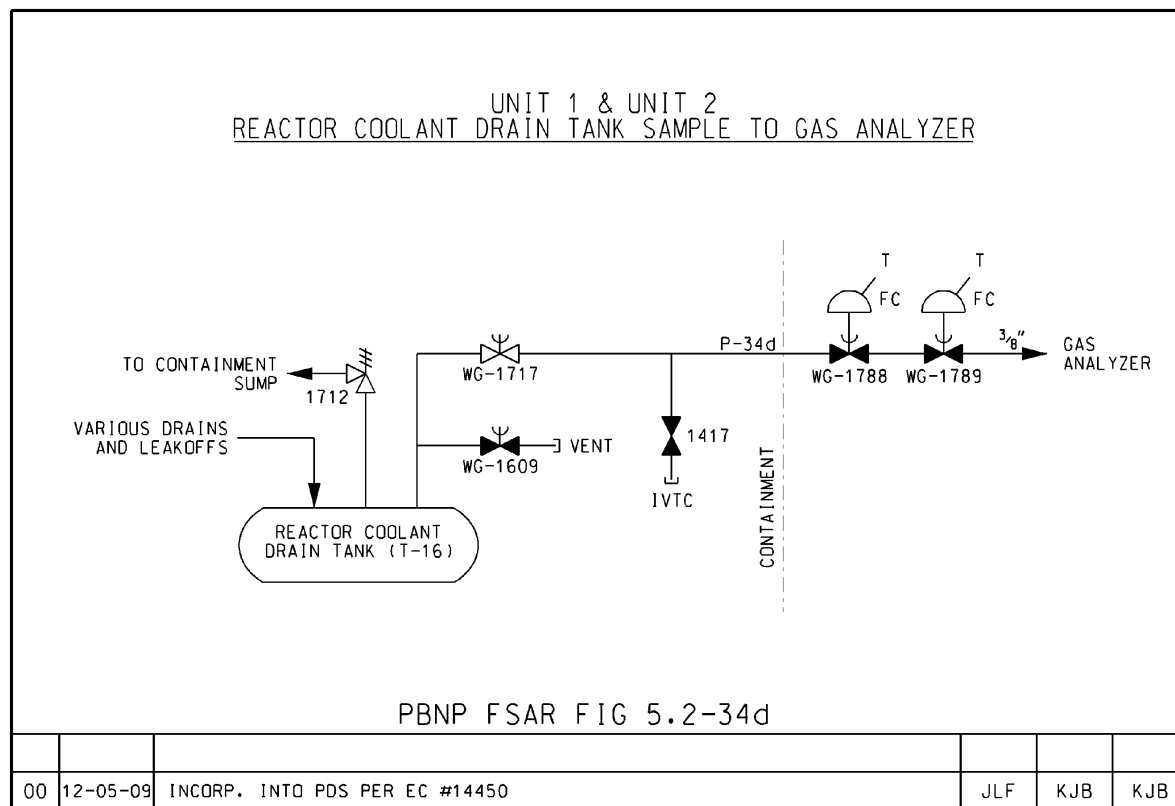 UNIT 1 & UNIT 2
REACTOR COOLANT DRAIN TANK SAMPLE TO GAS ANALYZER
T
T
FC
FC
3/8"
P-34d
GAS
ANALYZER
TO CONTAINMENT
SUMP
1712
WG-1717
WG-1788
WG-1789
VARIOUS DRAINS
AND LEAKOFFS
WG-1609
VENT
1417
IVTC
CONTAINMENT
REACTOR COOLANT
DRAIN TANK (T-16)
PBNP FSAR FIG 5.2-34d
00 12-05-09 INCORP. INTO PDS PER EC #14450 JLF KJB KJB